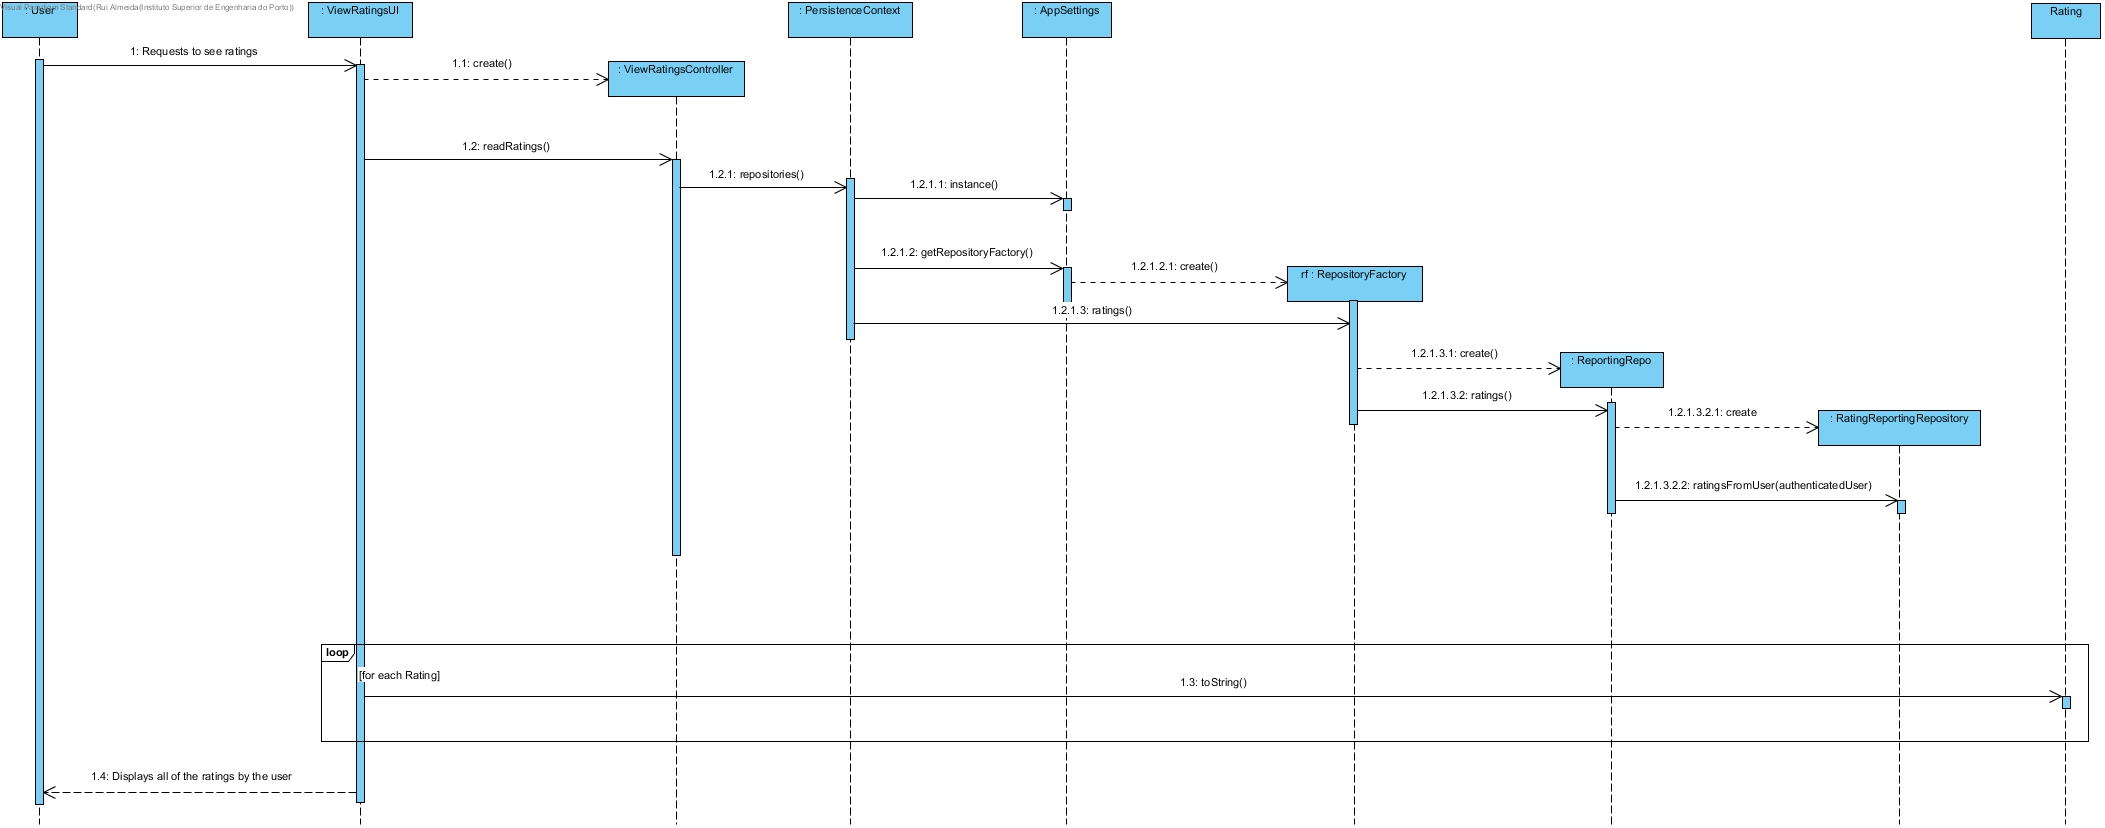 Visual Paradigm Standard(Rui Almeida(Instituto Superior de Engenharia do Porto))
: User
: ViewRatingsUI
: PersistenceContext
: AppSettings
Rating
1: Requests to see ratings
1.1: create()
: ViewRatingsController
1.2: readRatings()
1.2.1: repositories()
1.2.1.1: instance()
1.2.1.2: getRepositoryFactory()
1.2.1.2.1: create()
rf : RepositoryFactory
1.2.1.3: ratings()
1.2.1.3.1: create()
: ReportingRepo
1.2.1.3.2: ratings()
1.2.1.3.2.1: create
: RatingReportingRepository
1.2.1.3.2.2: ratingsFromUser(authenticatedUser)
loop
[for each Rating]
1.3: toString()
1.4: Displays all of the ratings by the user